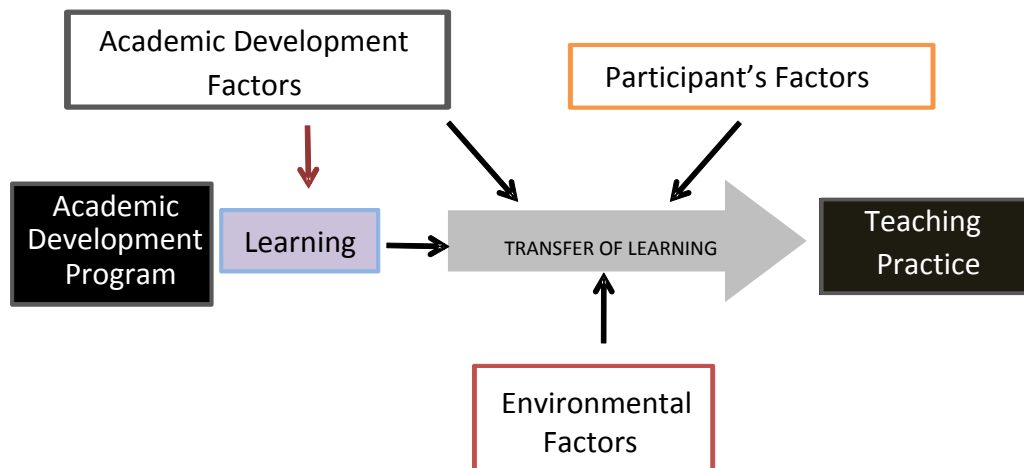 Academic Development
Factors
Participant’s Factors
Academic
Development
Program
Learning
TRANSFER OF LEARNING
Teaching
Practice
Environmental
Factors